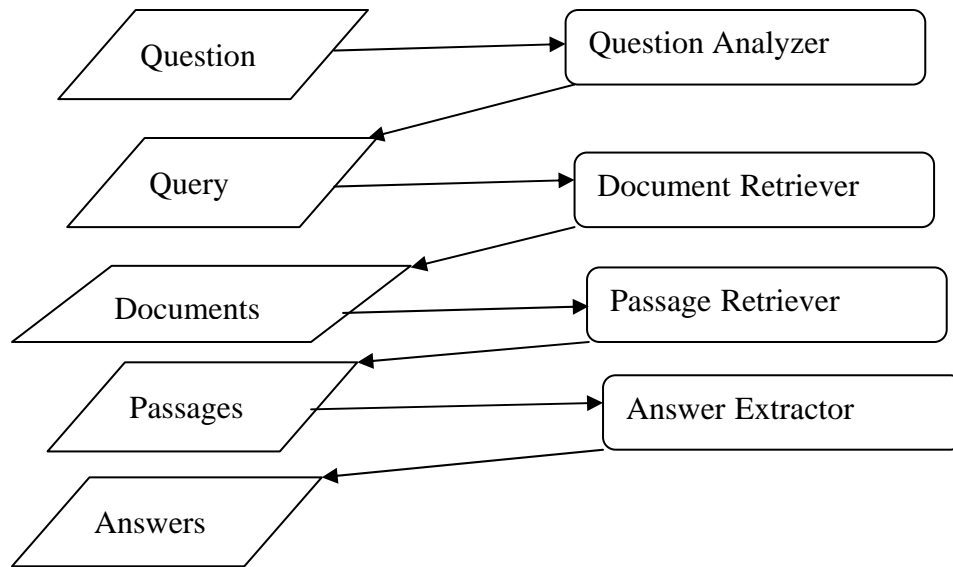 Question
Question Analyzer
Query
Document Retriever
Documents
Passage Retriever
Passages
Answer Extractor
Answers